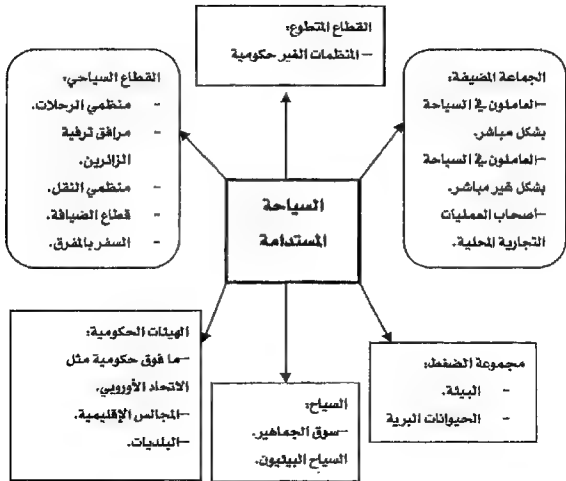 القطاع المتطوع:
–المنظمات الغير حكومية
الجماعة المضيفة:
–العاملون في السياحة
بشكل مباشر.
–العاملون في السياحة
بشكل غير مباشر.
–أصحاب العمليات
التجارية المحلية.
القطاع السياحي:
- منظمي الرحلات.
- مرافق ترفية
الزائرين.
- منظمي النقل.
- قطاع الضيافة.
- السفر بالمفرق.
السياحة
المستدامة
مجموعة الضغط:
- البيئة.
- الحيوانات البرية
السياح:
–سوق الجماهير.
السياح البيئيون.
الهيئات الحكومية:
–ما فوق حكومية مثل
الاتحاد الأوروبي.
–المجالس الإقليمية.
–البلديات.